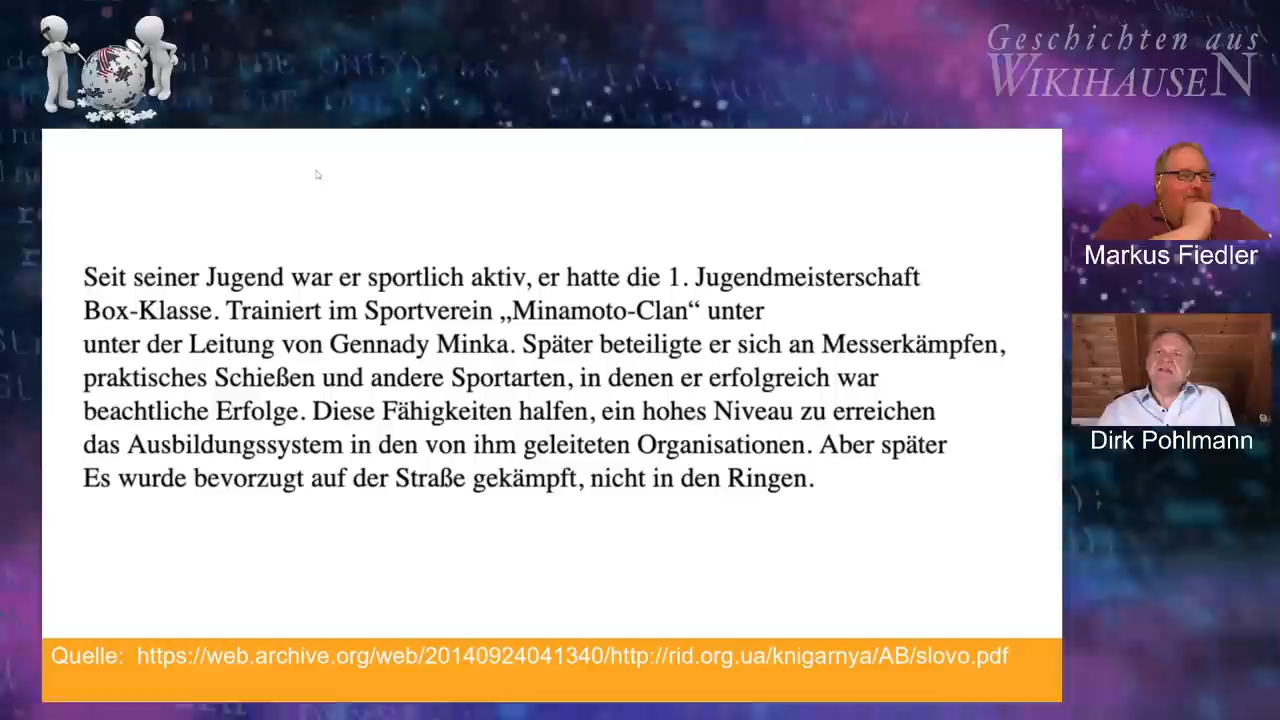 Geschichten aus
WIKIHAUSEN
Seit seiner Jugend war er sportlich aktiv, er hatte die 1. Jugendmeisterschaft
Box-Klasse. Trainiert im Sportverein „Minamoto-Clan“ unter
unter der Leitung von Gennady Minka. Später beteiligte er sich an Messerkämpfen,
praktisches Schießen und andere Sportarten, in denen er erfolgreich war
beachtliche Erfolge. Diese Fähigkeiten halfen, ein hohes Niveau zu erreichen
das Ausbildungssystem in den von ihm geleiteten Organisationen. Aber später
Es wurde bevorzugt auf der Straße gekämpft, nicht in den Ringen.
Quelle: https://web.archive.org/web/20140924041340/http://rid.org.ua/knigarnya/AB/slovo.pdf
Markus Fiedler
Dirk Pohlmann